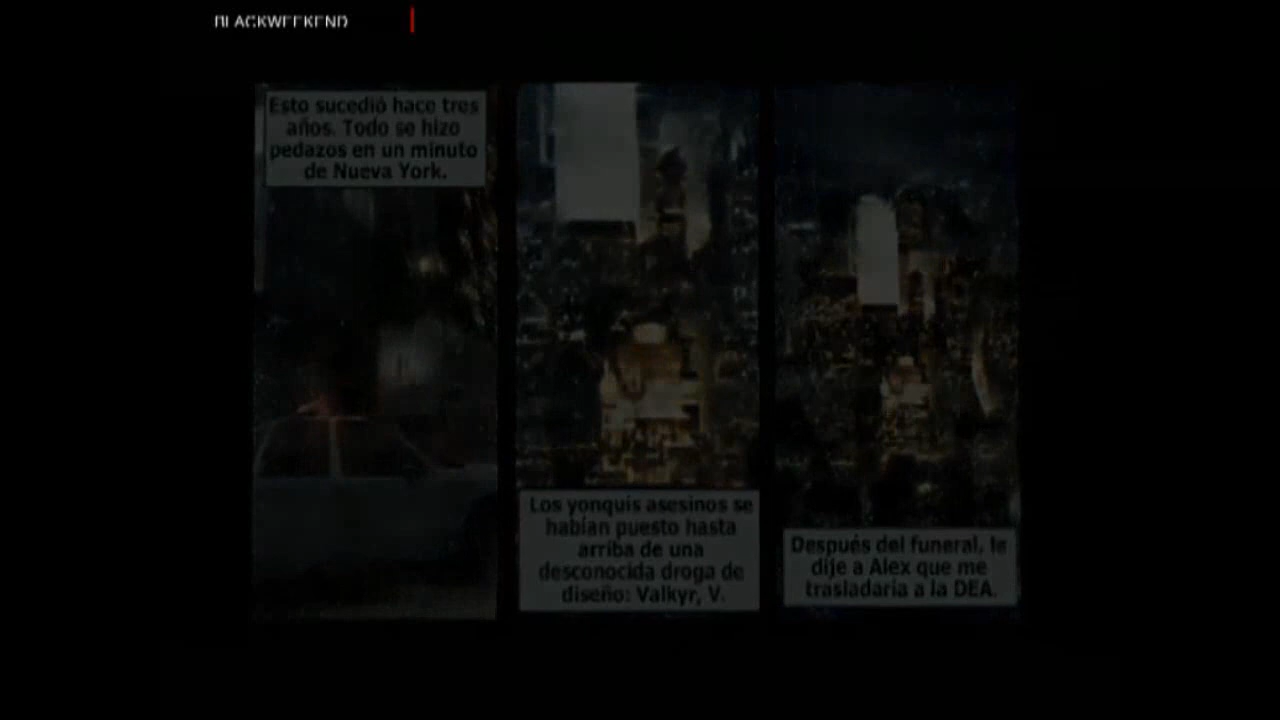 BLACKWEEKEND
Esto sucedió hace tres
años. Todo se hizo
pedazos en un minuto
de Nueva York.
Los yonquis asesinos se
habían puesto hasta
arriba de una
desconocida droga de
diseño: Valkyr, V.
Después del funeral, le
dije a Alex que me
trasladaría a la DEA.